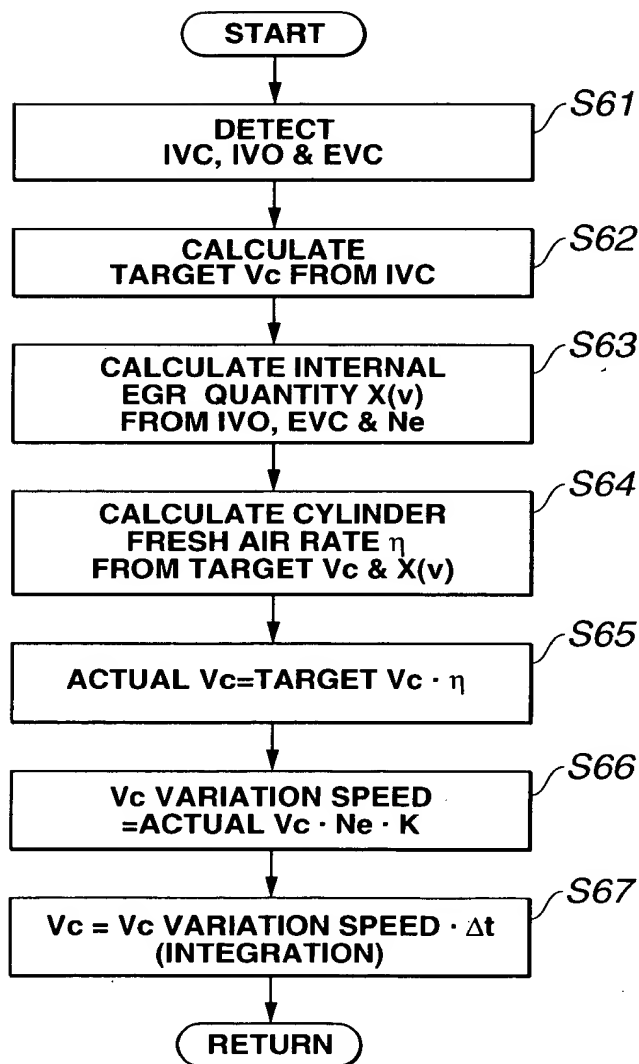 START
S61
DETECT
IVC, IVO & EVC
S62
CALCULATE
TARGET Vc FROM IVC
S63
CALCULATE INTERNAL
EGR QUANTITY X(v)
FROM IVO, EVC & Ne
S64
CALCULATE CYLINDER
FRESH AIR RATE η
FROM TARGET Vc & X(v)
S65
ACTUAL Vc=TARGET Vc · η
S66
Vc VARIATION SPEED
=ACTUAL Vc · Ne · K
S67
Vc = Vc VARIATION SPEED · Δt
(INTEGRATION)
RETURN